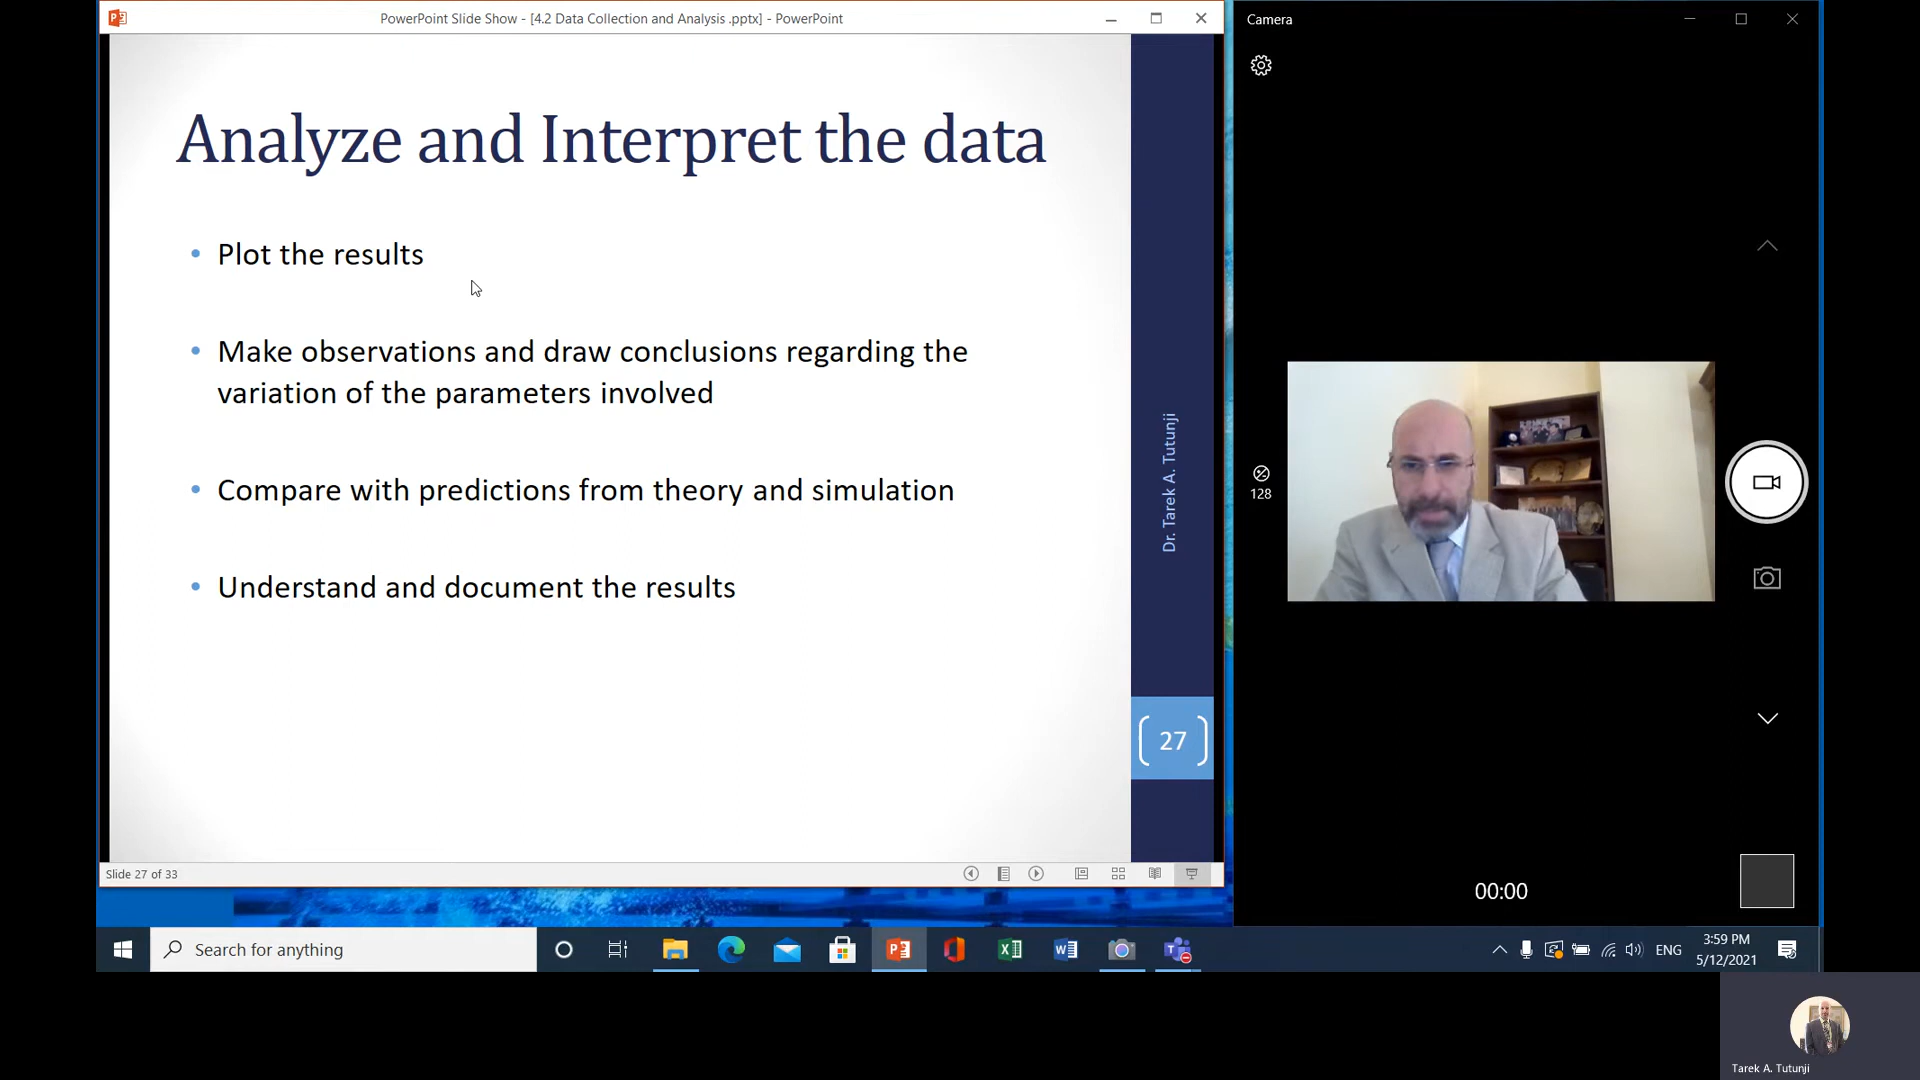 PowerPoint Slide Show - [4.2 Data Collection and Analysis .pptx] - PowerPoint
Camera
Analyze and Interpret the data
• Plot the results
• Make observations and draw conclusions regarding the
variation of the parameters involved
• Compare with predictions from theory and simulation
• Understand and document the results
Dr. Tarek A. Tutunji
27
128
Slide 27 of 33
00:00
Search for anything
ENG
3:59 PM
5/12/2021
Tarek A. Tutunji